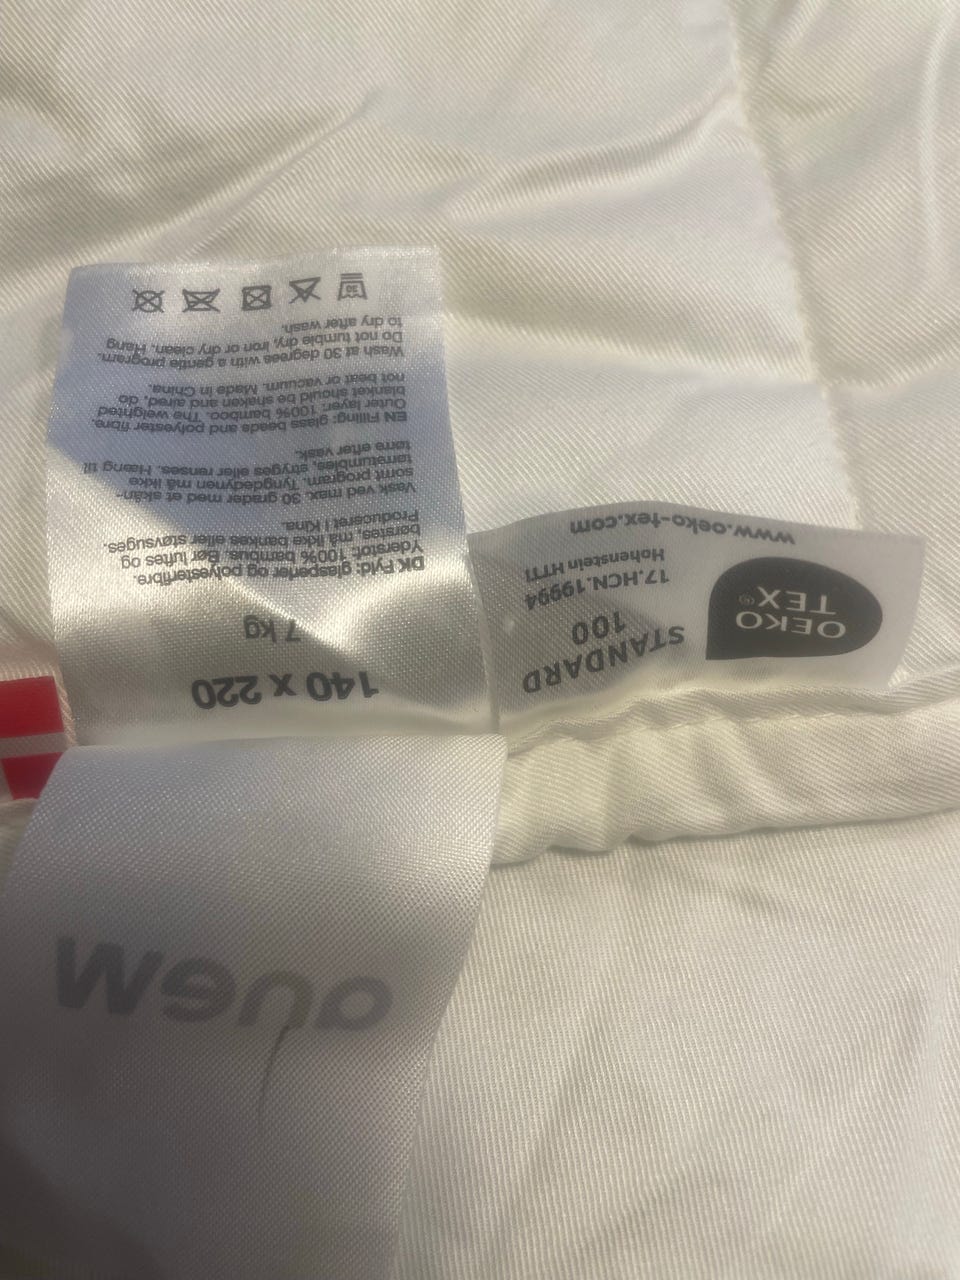 140 x 220
7 kg
DK Fyld: glasperler og polyesterfibre.
Yderstof: 100% bambus. Bør luftes og
børstes, må ikke bankes eller støvsuges.
Produceret i Kina.
Vask ved max. 30 grader med et skån-
somt program. Tyngdedynen må ikke
tørretumbles, stryges eller renses. Hæng til
tørre efter vask.
EN Filling: glass beads and polyester fibre.
Outer layer: 100% bamboo. The weighted
blanket should be shaken and aired, do
not beat or vacuum. Made in China.
Wash at 30 degrees with a gentle program.
Do not tumble dry, iron or dry clean. Hang
to dry after wash.
30
OEKO
TEX®
STANDARD
100
17.HCN.19994
Hohenstein HTTI
www.oeko-tex.com